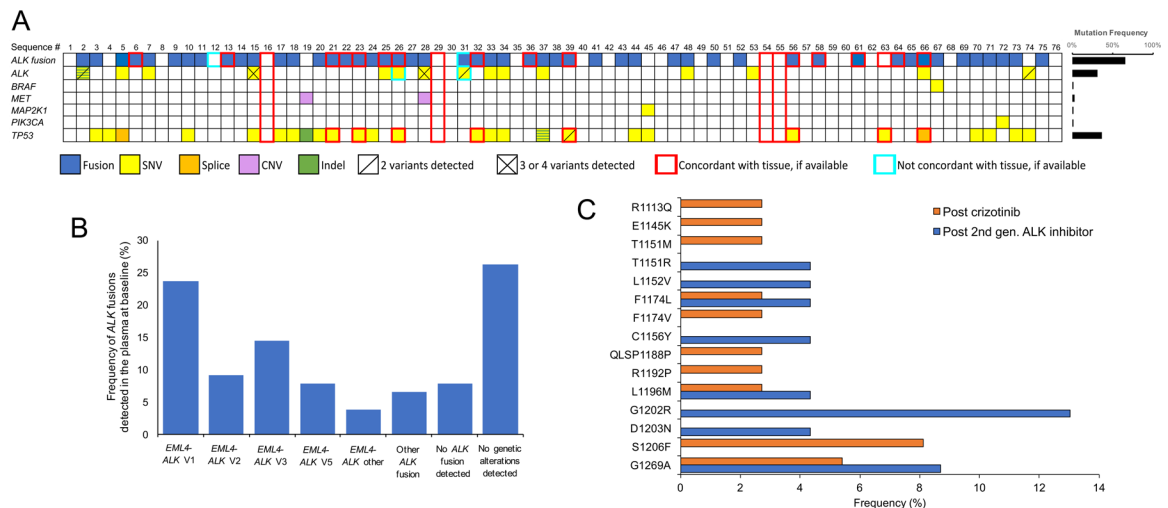 A
Mutation Frequency
Sequence # 1 2 3 4 5 6 7 8 9 10 11 12 13 14 15 16 17 18 19 20 21 22 23 24 25 26 27 28 29 30 31 32 33 34 35 36 37 38 39 40 41 42 43 44 45 46 47 48 49 50 51 52 53 54 55 56 57 58 59 60 61 62 63 64 65 66 67 68 69 70 71 72 73 74 75 76
0% 100%
ALK fusion
ALK
BRAF
MET
MAP2K1
PIK3CA
TP53
Fusion SNV Splice CNV Indel 2 variants detected 3 or 4 variants detected Concordant with tissue, if available Not concordant with tissue, if available
B
Frequency of ALK fusions
detected in the plasma at baseline (%)
30
25
20
15
10
5
0
EML4-
ALK V1
EML4-
ALK V2
EML4-
ALK V3
EML4-
ALK V5
EML4-
ALK other
Other
ALK
fusion
No ALK
fusion
detected
No genetic
alterations
detected
C
Post crizotinib
Post 2nd gen. ALK inhibitor
R1113Q
E1145K
T1151M
T1151R
L1152V
F1174L
F1174V
C1156Y
QLSP1188P
R1192P
L1196M
G1202R
D1203N
S1206F
G1269A
0 2 4 6 8 10 12 14
Frequency (%)